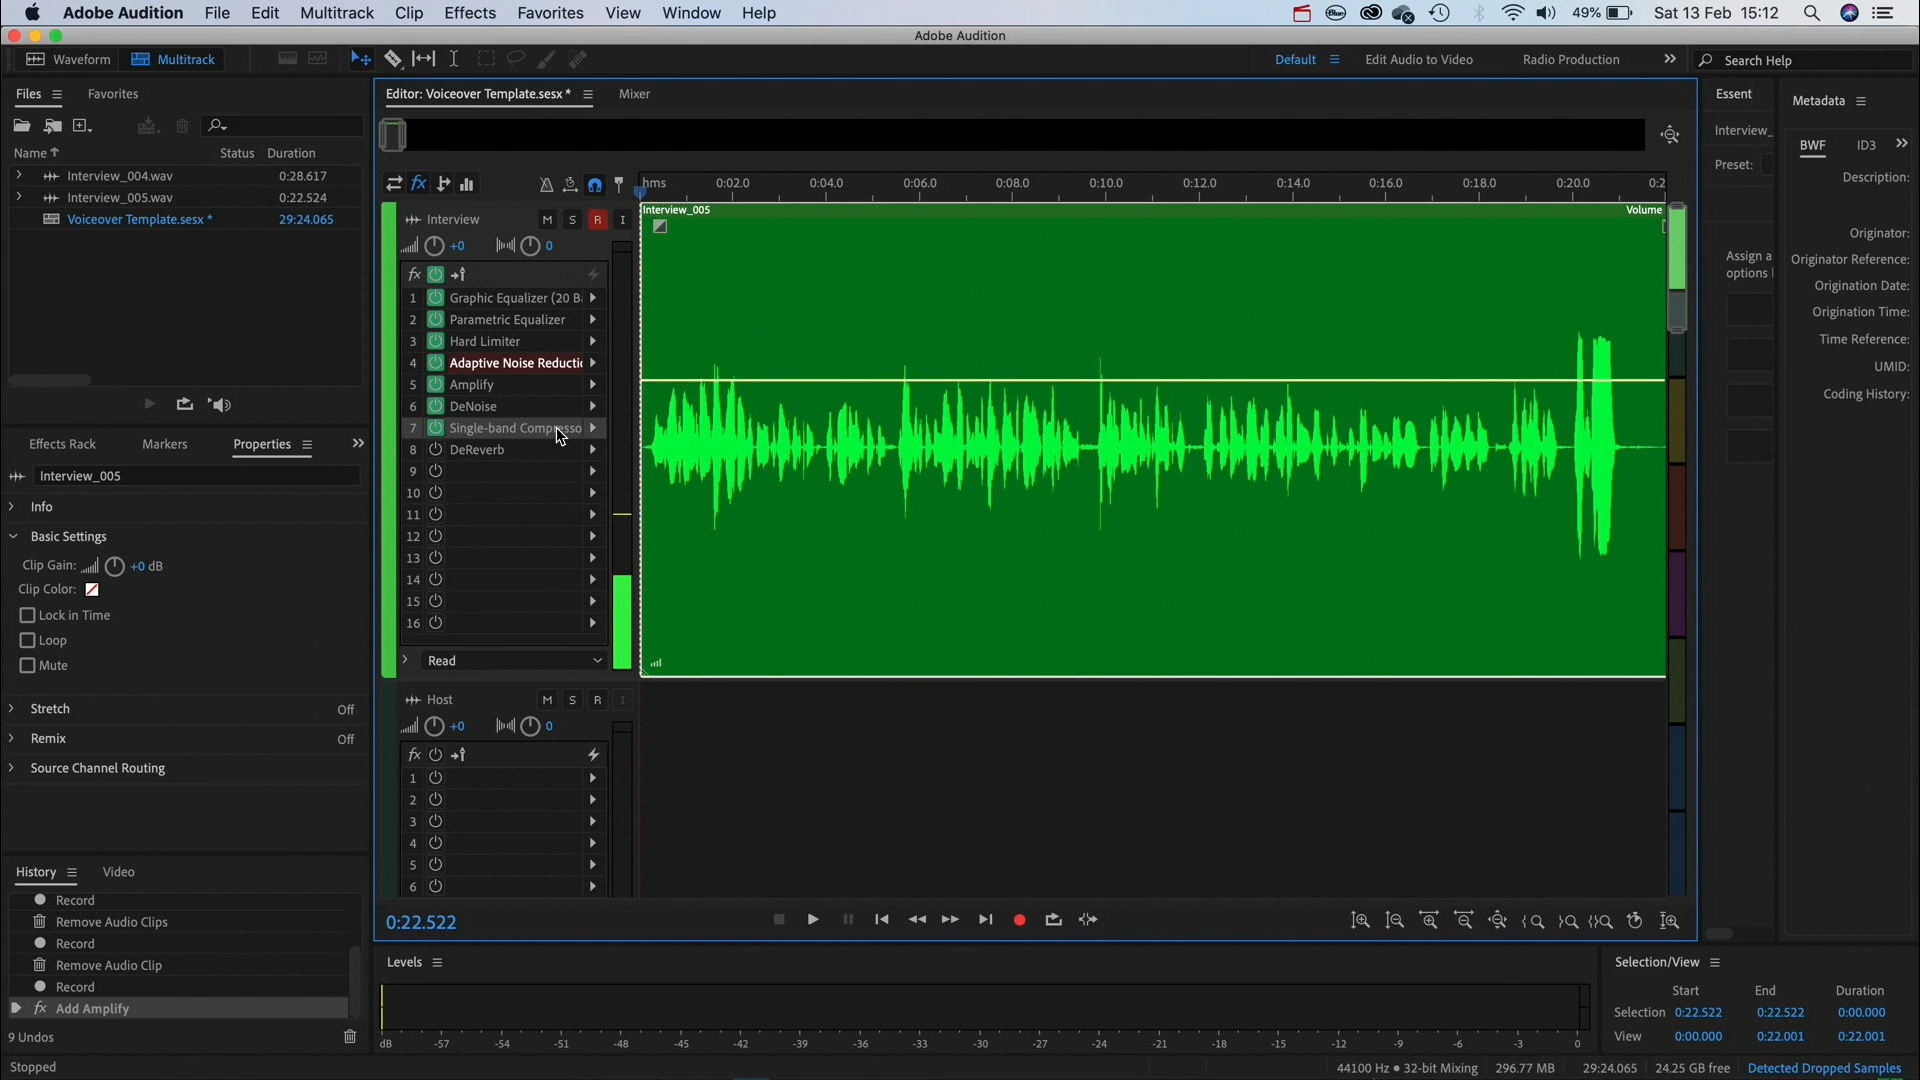 Adobe Audition File Edit Multitrack Clip Effects Favorites View Window Help 49% Sat 13 Feb 15:12
Adobe Audition
Waveform Multitrack Default Edit Audio to Video Radio Production Search Help
Files Favorites
Name Status Duration
Interview_004.wav 0:28.617
Interview_005.wav 0:22.524
Voiceover Template.sesx * 29:24.065
Effects Rack Markers Properties
Interview_005
Info
Basic Settings
Clip Gain: +0 dB
Clip Color:
Lock in Time
Loop
Mute
Stretch Off
Remix Off
Source Channel Routing
History Video
Record
Remove Audio Clips
Record
Remove Audio Clip
Record
fx Add Amplify
9 Undos
Stopped
Editor: Voiceover Template.sesx * Mixer
fx hms 0:02.0 0:04.0 0:06.0 0:08.0 0:10.0 0:12.0 0:14.0 0:16.0 0:18.0 0:20.0 0:2
Interview M S R I
+0 0
fx
1 Graphic Equalizer (20 Ba
2 Parametric Equalizer
3 Hard Limiter
4 Adaptive Noise Reductio
5 Amplify
6 DeNoise
7 Single-band Compresso
8 DeReverb
9
10
11
12
13
14
15
16
Read
Interview_005 Volume
Host M S R I
+0 0
fx
1
2
3
4
5
6
0:22.522
Levels
dB -57 -54 -51 -48 -45 -42 -39 -36 -33 -30 -27 -24 -21 -18 -15 -12 -9 -6 -3 0
Essent
Interview_
Preset:
Assign a
options
Metadata
BWF ID3
Description:
Originator:
Originator Reference:
Origination Date:
Origination Time:
Time Reference:
UMID:
Coding History:
Selection/View
Start End Duration
Selection 0:22.522 0:22.522 0:00.000
View 0:00.000 0:22.001 0:22.001
44100 Hz • 32-bit Mixing 296.77 MB 29:24.065 24.25 GB free Detected Dropped Samples